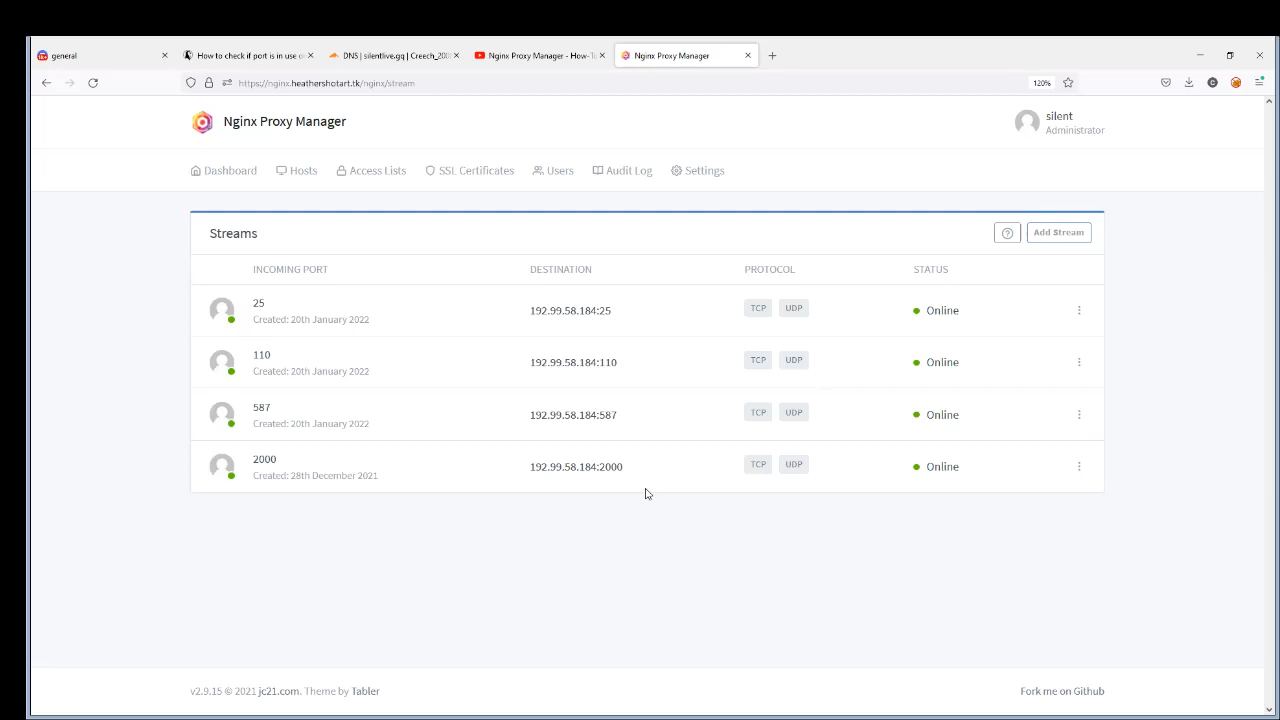 general
How to check if port is in use o
DNS | silentlive.gg | Creech_200
Nginx Proxy Manager - How-T
Nginx Proxy Manager
https://nginx.heathershotart.tk/nginx/stream
120%
Nginx Proxy Manager
silent
Administrator
Dashboard
Hosts
Access Lists
SSL Certificates
Users
Audit Log
Settings
Streams
Add Stream
INCOMING PORT DESTINATION PROTOCOL STATUS
25
Created: 20th January 2022
192.99.58.184:25
TCP UDP
Online
110
Created: 20th January 2022
192.99.58.184:110
TCP UDP
Online
587
Created: 20th January 2022
192.99.58.184:587
TCP UDP
Online
2000
Created: 28th December 2021
192.99.58.184:2000
TCP UDP
Online
v2.9.15 © 2021 jc21.com. Theme by Tabler
Fork me on Github